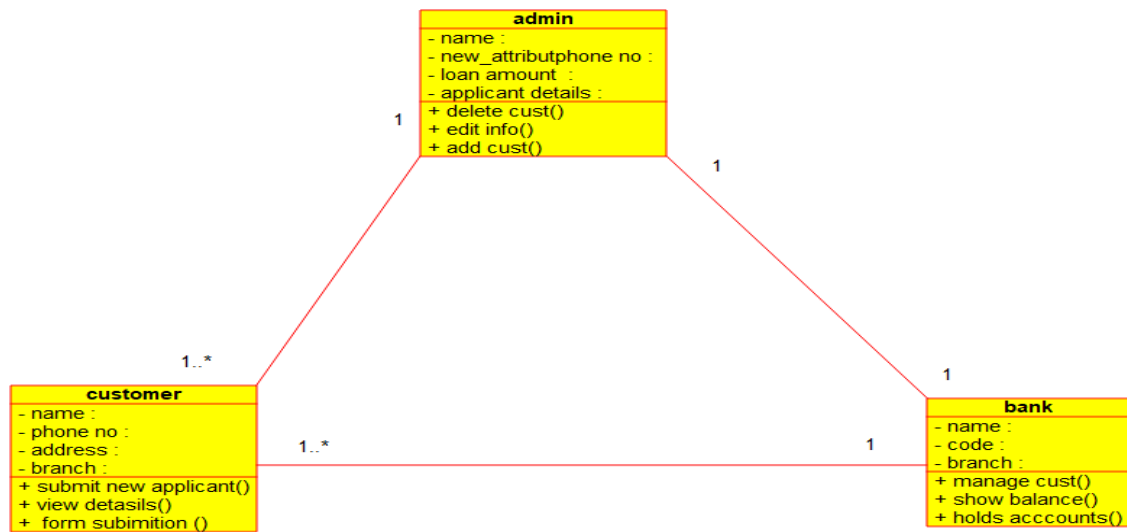 admin
- name :
- new_attributphone no :
- loan amount  :
- applicant details :
+ delete cust()
+ edit info()
+ add cust()
1
1
1..*
1
customer
- name :
- phone no :
- address :
- branch :
+ submit new applicant()
+ view detasils()
+  form subimition ()
1..*
1
bank
- name :
- code :
- branch :
+ manage cust()
+ show balance()
+ holds acccounts()